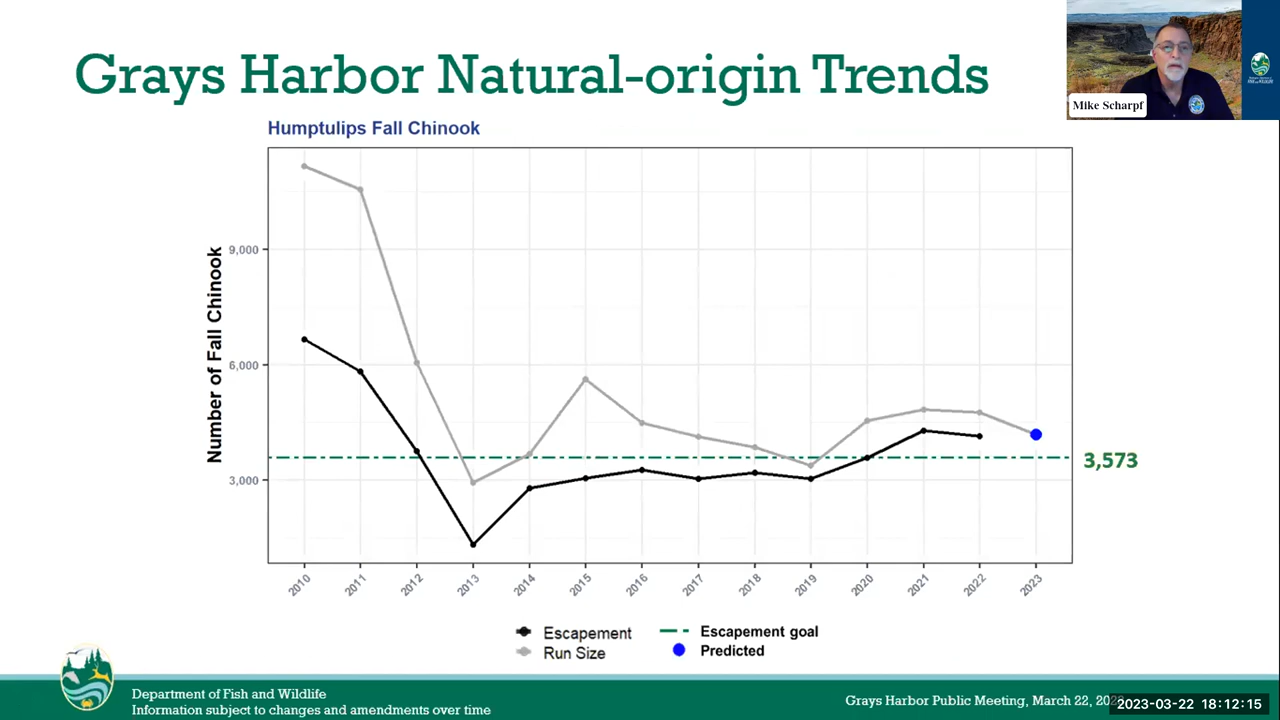 Grays Harbor Natural-origin Trends
Mike Scharpf
Humptulips Fall Chinook
Number of Fall Chinook
9,000
6,000
3,000
3,573
2010
2011
2012
2013
2014
2015
2016
2017
2018
2019
2020
2021
2022
2023
Escapement
Run Size
Escapement goal
Predicted
Department of Fish and Wildlife
Information subject to changes and amendments over time
Grays Harbor Public Meeting, March 22,
2023-03-22 18:12:15